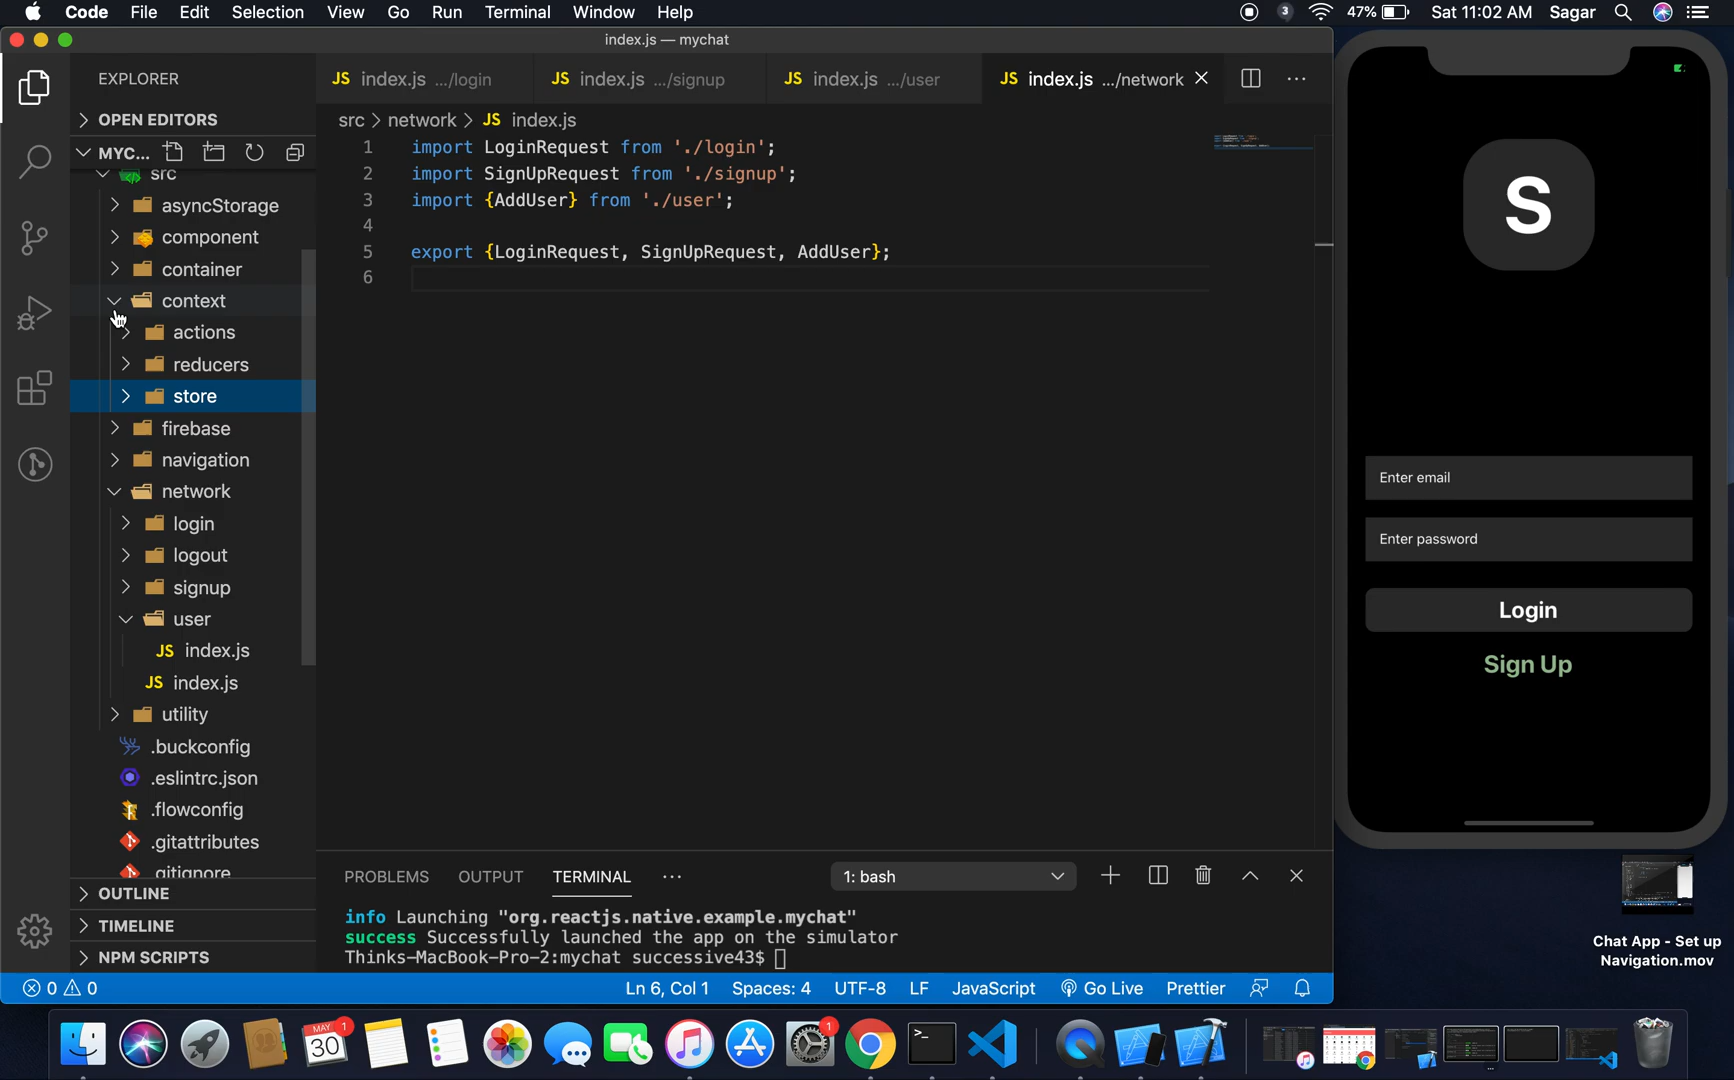 Code File Edit Selection View Go Run Terminal Window Help
3 47% Sat 11:02 AM Sagar
index.js — mychat
EXPLORER
JS index.js .../login JS index.js .../signup JS index.js .../user JS index.js .../network
OPEN EDITORS
MYC...
src > network > JS index.js
src
asyncStorage
component
container
context
actions
reducers
store
firebase
navigation
network
login
logout
signup
user
JS index.js
JS index.js
utility
.buckconfig
.eslintrc.json
.flowconfig
.gitattributes
.gitignore
OUTLINE
TIMELINE
NPM SCRIPTS
1 import LoginRequest from './login';
2 import SignUpRequest from './signup';
3 import {AddUser} from './user';
4
5 export {LoginRequest, SignUpRequest, AddUser};
6
PROBLEMS OUTPUT TERMINAL ... 1: bash
info Launching "org.reactjs.native.example.mychat"
success Successfully launched the app on the simulator
Thinks-MacBook-Pro-2:mychat successive43$
0 0 Ln 6, Col 1 Spaces: 4 UTF-8 LF JavaScript Go Live Prettier
S
Enter email
Enter password
Login
Sign Up
Chat App - Set up
Navigation.mov
MAY 1
30
1
>_